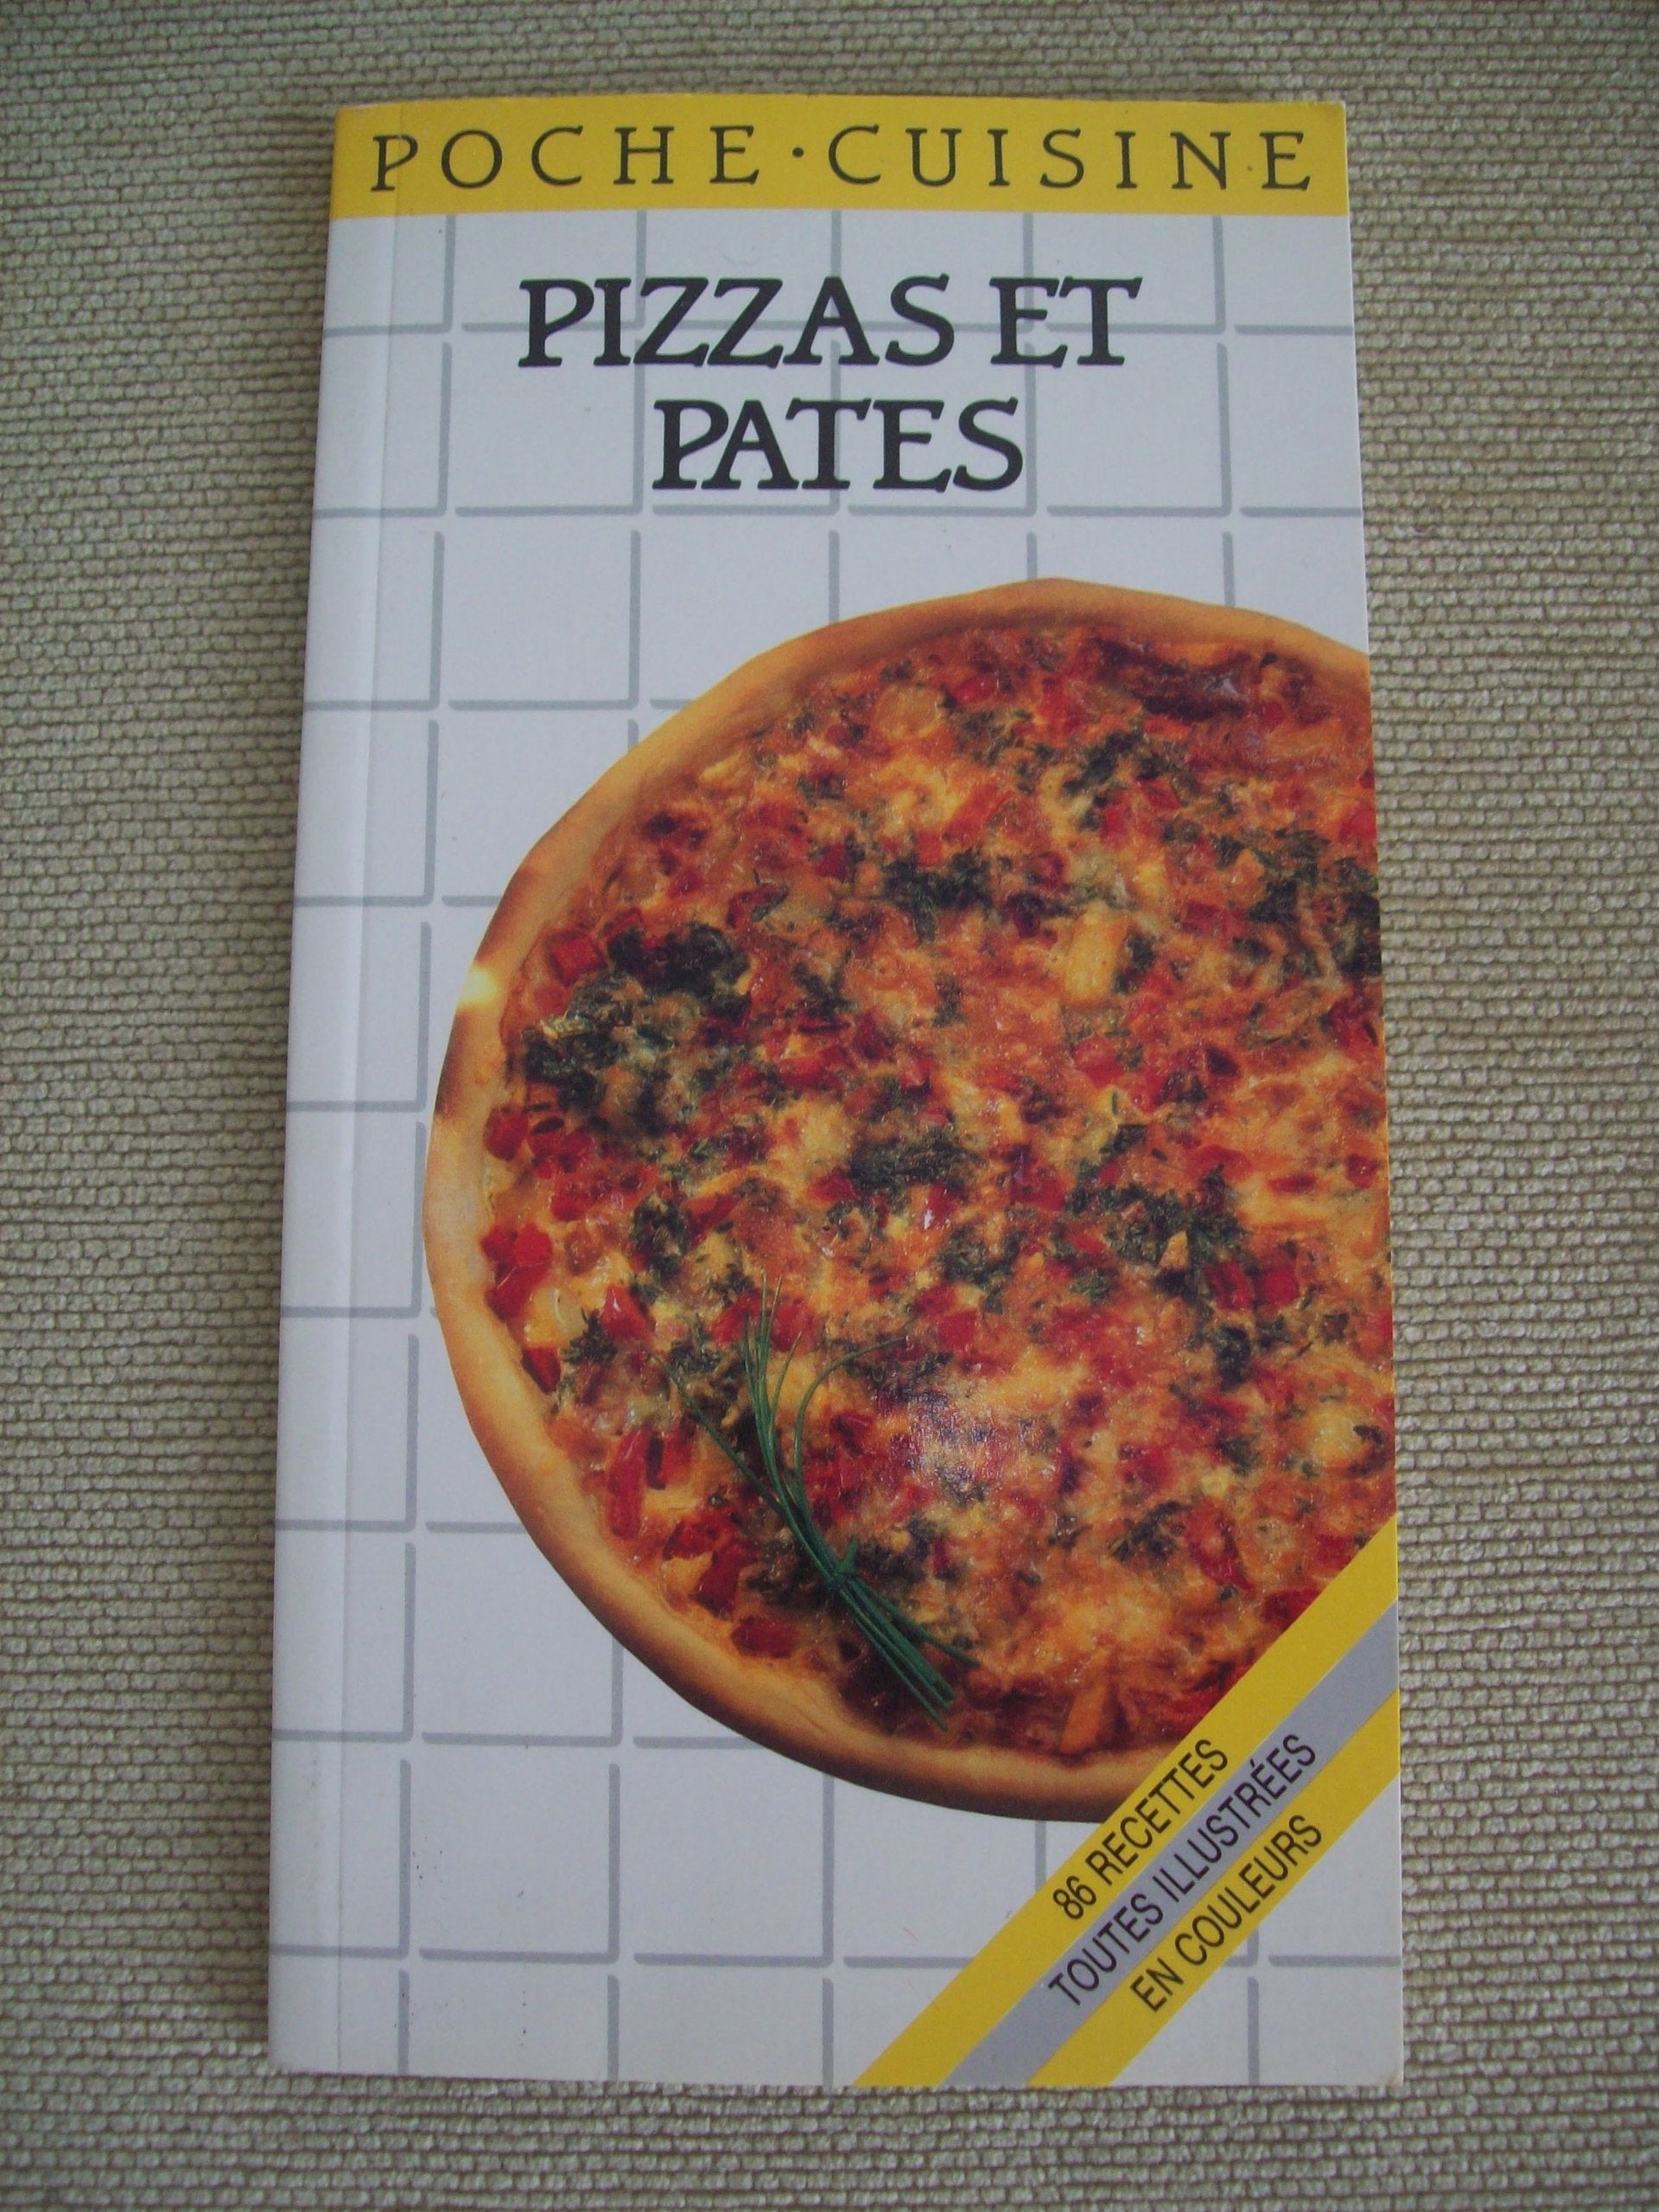 POCHE·CUISINE
PIZZAS ET
PATES
86 RECETTES
TOUTES ILLUSTRÉES
EN COULEURS